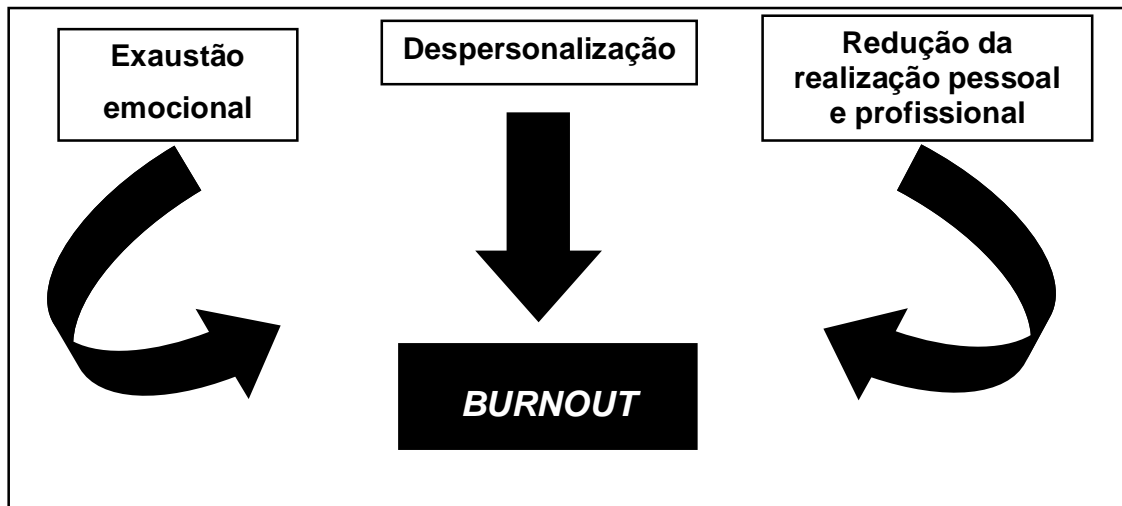 Exaustão
emocional
Despersonalização
Redução da
realização pessoal
e profissional
BURNOUT